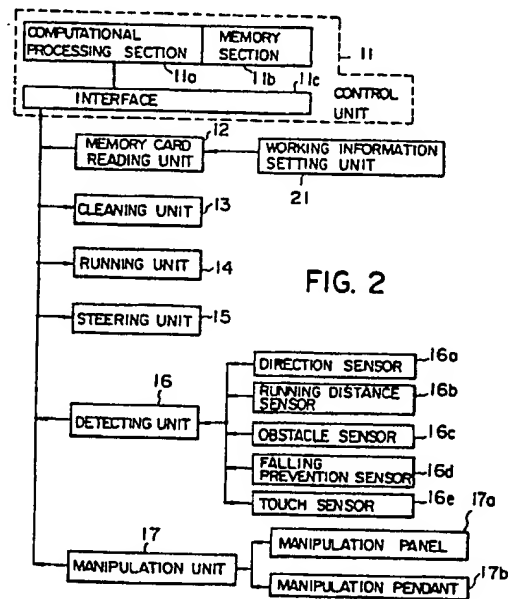 COMPUTATIONAL
PROCESSING SECTION
MEMORY
SECTION
11
11a
11b
11c
INTERFACE
CONTROL
UNIT
12
MEMORY CARD
READING UNIT
WORKING INFORMATION
SETTING UNIT
21
CLEANING UNIT
13
RUNNING UNIT
14
FIG. 2
STEERING UNIT
15
16
DETECTING UNIT
DIRECTION SENSOR
16a
RUNNING DISTANCE
SENSOR
16b
OBSTACLE SENSOR
16c
FALLING
PREVENTION SENSOR
16d
TOUCH SENSOR
16e
17
MANIPULATION UNIT
17a
MANIPULATION PANEL
MANIPULATION PENDANT
17b